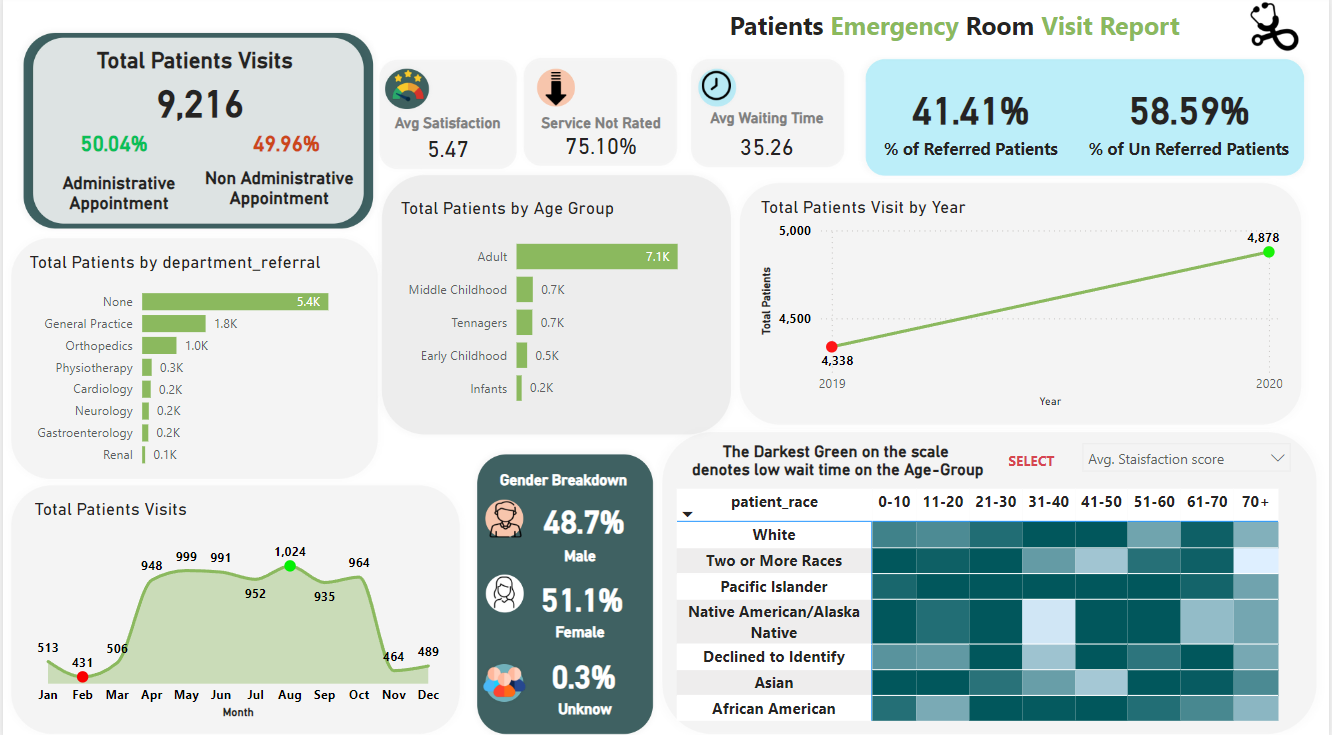 Patients Emergency Room Visit Report
Total Patients Visits
9,216
50.04%
49.96%
Administrative
Appointment
Non Administrative
Appointment
Avg Satisfaction
5.47
Service Not Rated
75.10%
Avg Waiting Time
35.26
41.41%
% of Referred Patients
58.59%
% of Un Referred Patients
Total Patients by department_referral
None 5.4K
General Practice 1.8K
Orthopedics 1.0K
Physiotherapy 0.3K
Cardiology 0.2K
Neurology 0.2K
Gastroenterology 0.2K
Renal 0.1K
Total Patients by Age Group
Adult 7.1K
Middle Childhood 0.7K
Tennagers 0.7K
Early Childhood 0.5K
Infants 0.2K
Total Patients Visit by Year
Total Patients
5,000
4,500
4,878
4,338
2019 2020
Year
Total Patients Visits
513 431 506 948 999 991 952 1,024 935 964 464 489
Jan Feb Mar Apr May Jun Jul Aug Sep Oct Nov Dec
Month
Gender Breakdown
48.7%
Male
51.1%
Female
0.3%
Unknow
The Darkest Green on the scale
denotes low wait time on the Age-Group
SELECT
Avg. Staisfaction score
patient_race 0-10 11-20 21-30 31-40 41-50 51-60 61-70 70+
White
Two or More Races
Pacific Islander
Native American/Alaska
Native
Declined to Identify
Asian
African American